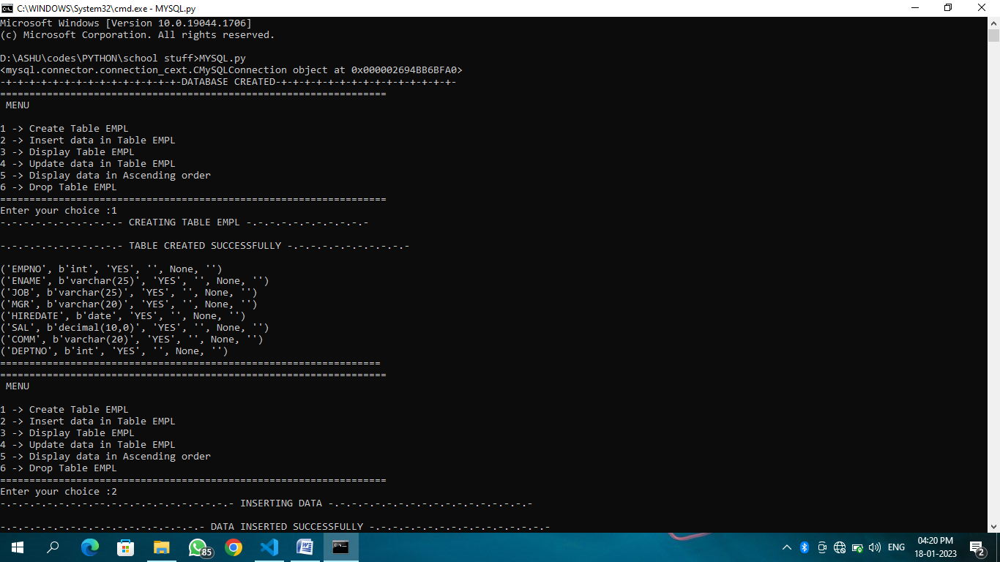 C:\WINDOWS\System32\cmd.exe - MYSQL.py
Microsoft Windows [Version 10.0.19044.1706]
(c) Microsoft Corporation. All rights reserved.
D:\ASHU\codes\PYTHON\school stuff>MYSQL.py
<mysql.connector.connection_cext.CMySQLConnection object at 0x000002694BB6BFA0>
-+-+-+-+-+-+-+-+-+-+-+-+-+-+-+-DATABASE CREATED-+-+-+-+-+-+-+-+-+-+-+-+-+-+-+-
==================================================================
 MENU
1 -> Create Table EMPL
2 -> Insert data in Table EMPL
3 -> Display Table EMPL
4 -> Update data in Table EMPL
5 -> Display data in Ascending order
6 -> Drop Table EMPL
==================================================================
Enter your choice :1
-.-.-.-.-.-.-.-.-.-.- CREATING TABLE EMPL -.-.-.-.-.-.-.-.-.-.-
-.-.-.-.-.-.-.-.-.-.- TABLE CREATED SUCCESSFULLY -.-.-.-.-.-.-.-.-.-.-
('EMPNO', b'int', 'YES', '', None, '')
('ENAME', b'varchar(25)', 'YES', '', None, '')
('JOB', b'varchar(25)', 'YES', '', None, '')
('MGR', b'varchar(20)', 'YES', '', None, '')
('HIREDATE', b'date', 'YES', '', None, '')
('SAL', b'decimal(10,0)', 'YES', '', None, '')
('COMM', b'varchar(20)', 'YES', '', None, '')
('DEPTNO', b'int', 'YES', '', None, '')
=================================================================
==================================================================
 MENU
1 -> Create Table EMPL
2 -> Insert data in Table EMPL
3 -> Display Table EMPL
4 -> Update data in Table EMPL
5 -> Display data in Ascending order
6 -> Drop Table EMPL
==================================================================
Enter your choice :2
-.-.-.-.-.-.-.-.--.-.-.-.-.-.-.-.-.-.-.- INSERTING DATA -.-.-.-.-.-.-.-.-.-.-.-.-.-.-.-.-.-
-.-.-.-.-.-.-.-.-.-.-.-.-.-.-.-.-.- DATA INSERTED SUCCESSFULLY -.-.-.-.-.-.-.-.-.-.-.-.-.-.-.-
85
ENG
04:20 PM
18-01-2023
2